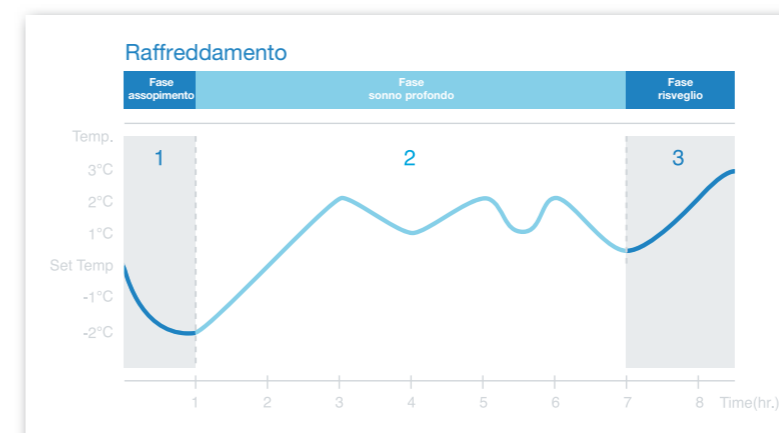 Raffreddamento
Fase
assopimento
Fase
sonno profondo
Fase
risveglio
Temp.
1
2
3
3°C
2°C
1°C
Set Temp
-1°C
-2°C
1 2 3 4 5 6 7 8 Time(hr.)